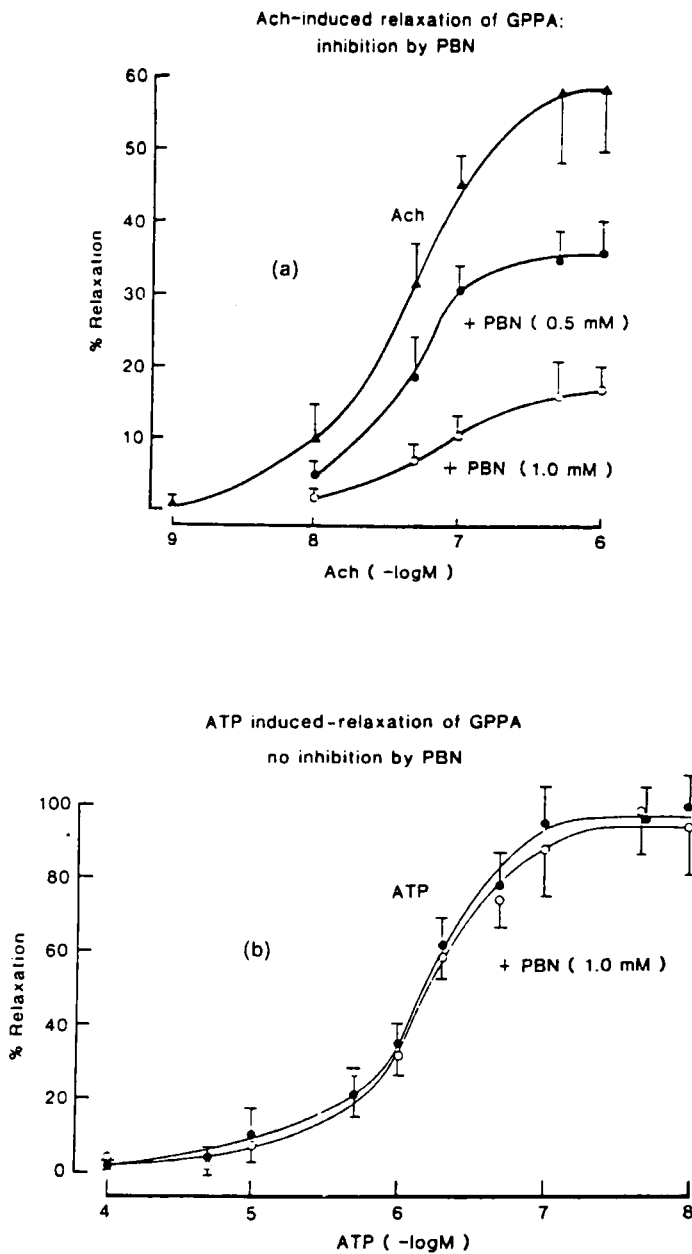 Ach-induced relaxation of GPPA:
inhibition by PBN
60
50
40
30
20
10
% Relaxation
(a)
Ach
+ PBN ( 0.5 mM )
+ PBN ( 1.0 mM )
9 8 7 6
Ach ( -logM )
ATP induced-relaxation of GPPA
no inhibition by PBN
100
80
60
40
20
0
% Relaxation
(b)
ATP
+ PBN ( 1.0 mM )
4 5 6 7 8
ATP ( -logM )